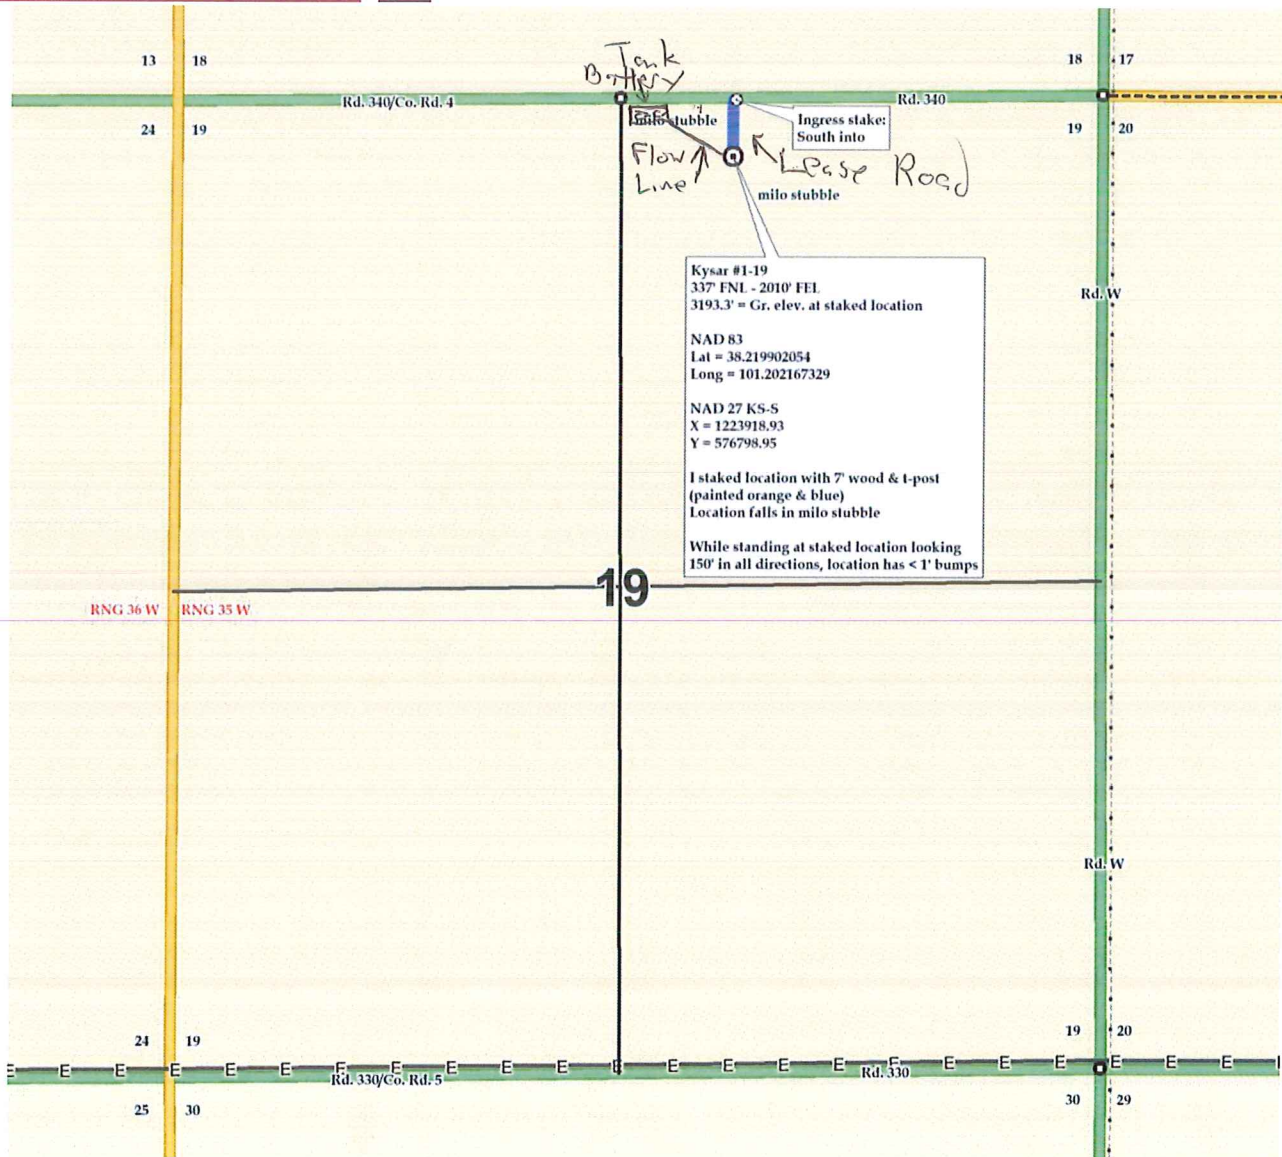 13 18
18 17
Tank
Battery
Rd. 340/Co. Rd. 4
Rd. 340
24 19
milo stubble
Ingress stake:
South into
19 20
Flow
Line
Lease Road
milo stubble
Kysar #1-19
337' FNL - 2010' FEL
3193.3' = Gr. elev. at staked location
NAD 83
Lat = 38.219902054
Long = 101.202167329
NAD 27 KS-S
X = 1223918.93
Y = 576798.95
I staked location with 7' wood & t-post
(painted orange & blue)
Location falls in milo stubble
While standing at staked location looking
150' in all directions, location has < 1' bumps
Rd. W
19
RNG 36 W RNG 35 W
Rd. W
24 19
19 20
E E E E E E E E E E E E E E E E E E E E E E E
Rd. 330/Co. Rd. 5
Rd. 330
25 30
30 29